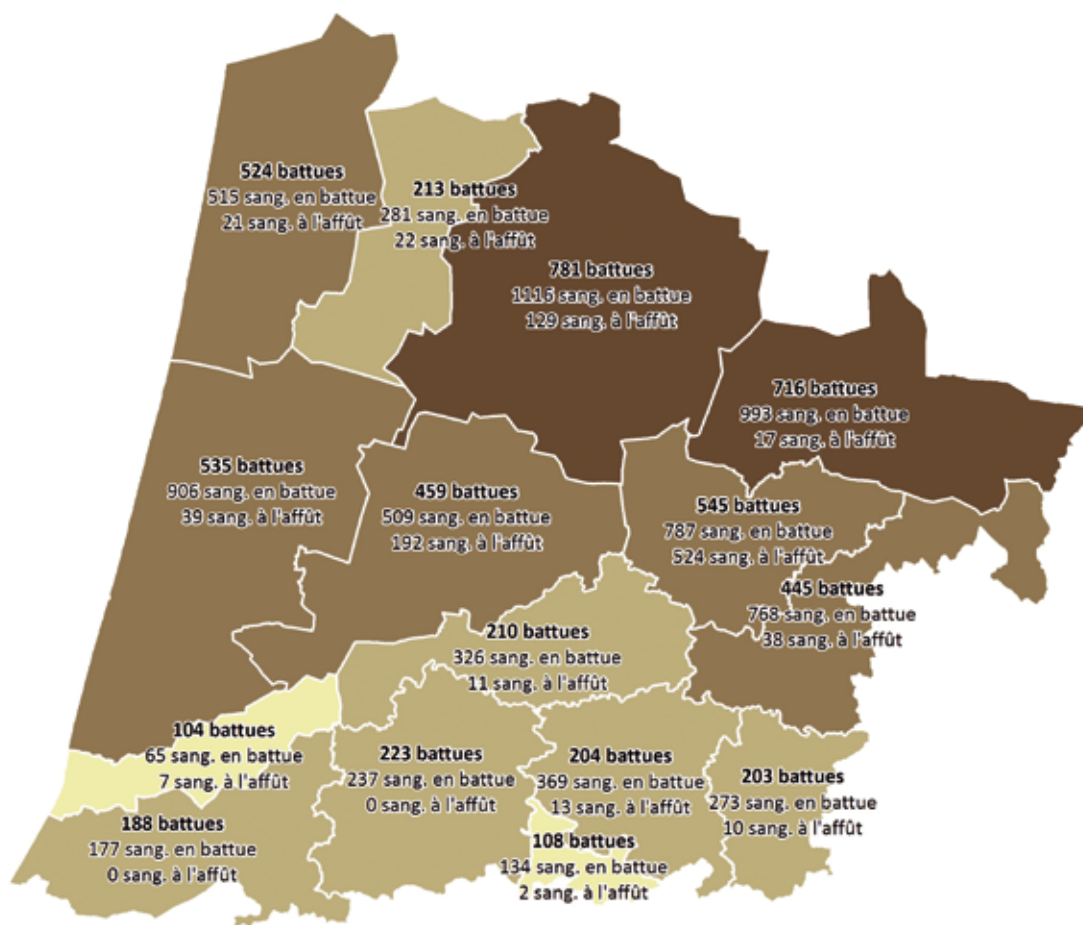 524 battues
515 sang. en battue
21 sang. à l'affût
213 battues
281 sang. en battue
22 sang. à l'affût
781 battues
1116 sang. en battue
129 sang. à l'affût
716 battues
993 sang. en battue
17 sang. à l'affût
535 battues
906 sang. en battue
39 sang. à l'affût
459 battues
509 sang. en battue
192 sang. à l'affût
545 battues
787 sang. en battue
524 sang. à l'affût
445 battues
768 sang. en battue
38 sang. à l'affût
210 battues
326 sang. en battue
11 sang. à l'affût
104 battues
65 sang. en battue
7 sang. à l'affût
223 battues
237 sang. en battue
0 sang. à l'affût
204 battues
369 sang. en battue
13 sang. à l'affût
203 battues
273 sang. en battue
10 sang. à l'affût
188 battues
177 sang. en battue
0 sang. à l'affût
108 battues
134 sang. en battue
2 sang. à l'affût